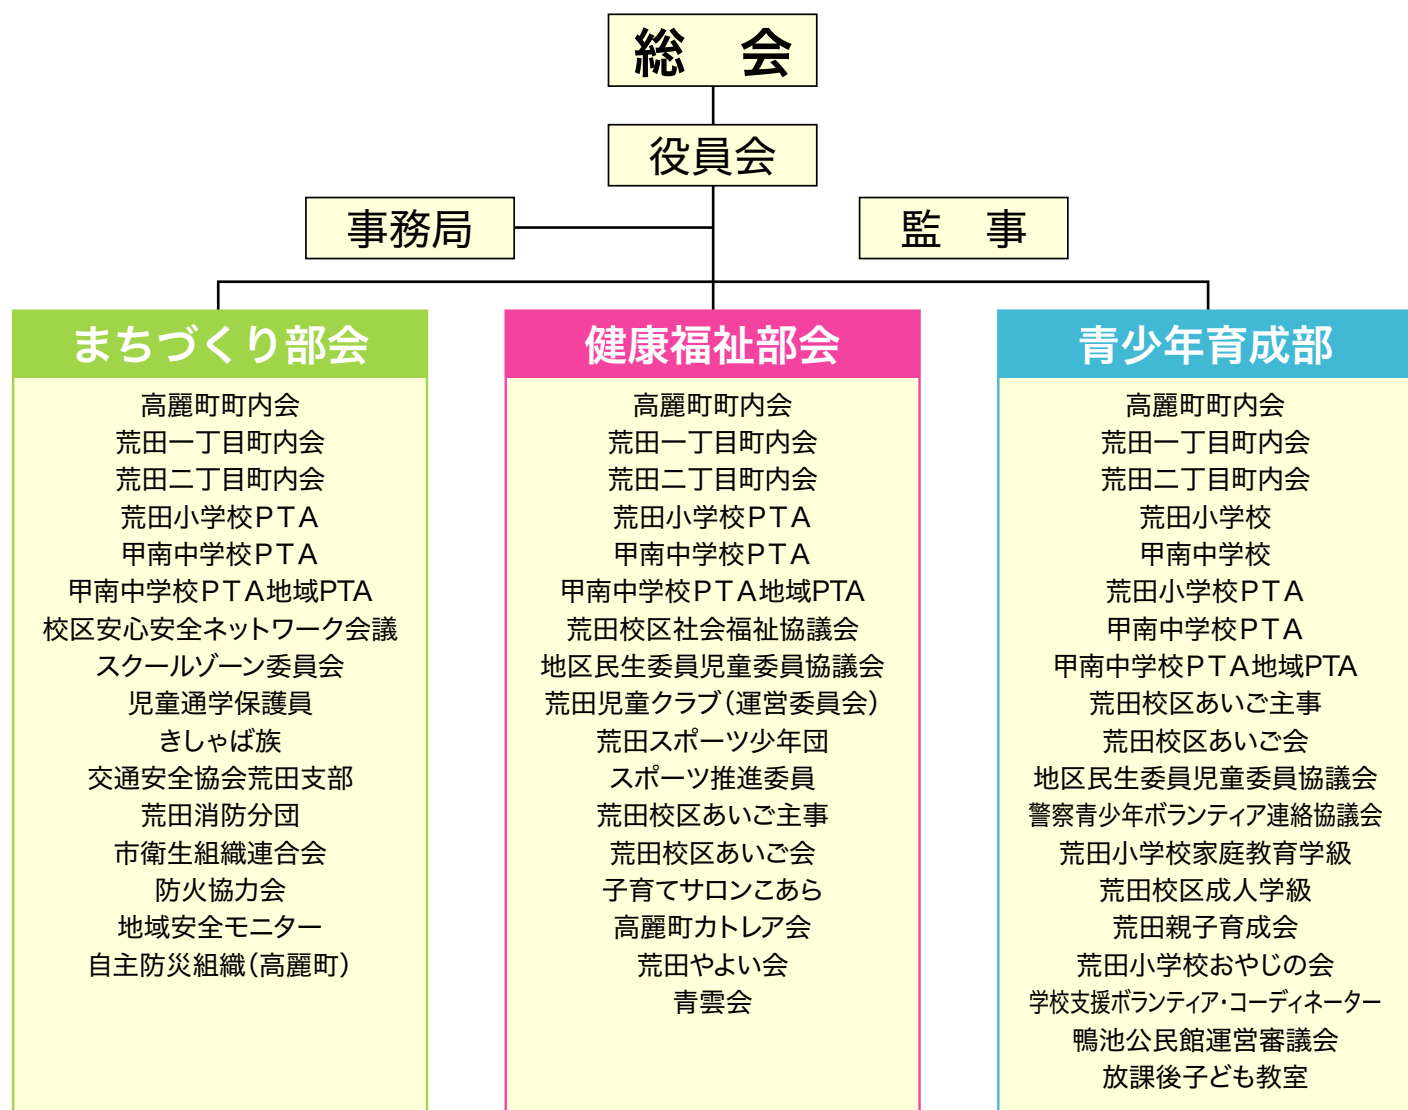 総　会
役員会
事務局
監　事
まちづくり部会
高麗町町内会
荒田一丁目町内会
荒田二丁目町内会
荒田小学校PTA
甲南中学校PTA
甲南中学校PTA地域PTA
校区安心安全ネットワーク会議
スクールゾーン委員会
児童通学保護員
きしゃば族
交通安全協会荒田支部
荒田消防分団
市衛生組織連合会
防火協力会
地域安全モニター
自主防災組織(高麗町)
健康福祉部会
高麗町町内会
荒田一丁目町内会
荒田二丁目町内会
荒田小学校PTA
甲南中学校PTA
甲南中学校PTA地域PTA
荒田校区社会福祉協議会
地区民生委員児童委員協議会
荒田児童クラブ(運営委員会)
荒田スポーツ少年団
スポーツ推進委員
荒田校区あいご主事
荒田校区あいご会
子育てサロンこあら
高麗町カトレア会
荒田やよい会
青雲会
青少年育成部
高麗町町内会
荒田一丁目町内会
荒田二丁目町内会
荒田小学校
甲南中学校
荒田小学校PTA
甲南中学校PTA
甲南中学校PTA地域PTA
荒田校区あいご主事
荒田校区あいご会
地区民生委員児童委員協議会
警察青少年ボランティア連絡協議会
荒田小学校家庭教育学級
荒田校区成人学級
荒田親子育成会
荒田小学校おやじの会
学校支援ボランティア・コーディネーター
鴨池公民館運営審議会
放課後子ども教室